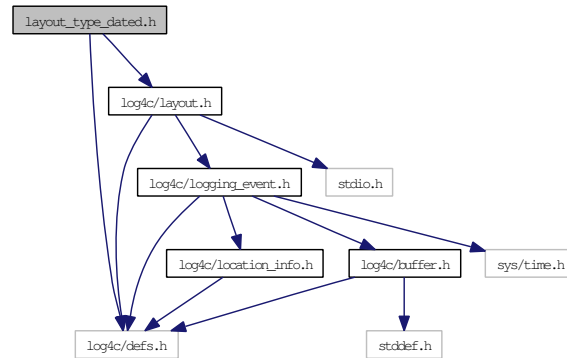 layout_type_dated.h
log4c/layout.h
log4c/logging_event.h
stdio.h
log4c/location_info.h
log4c/buffer.h
sys/time.h
log4c/defs.h
stddef.h